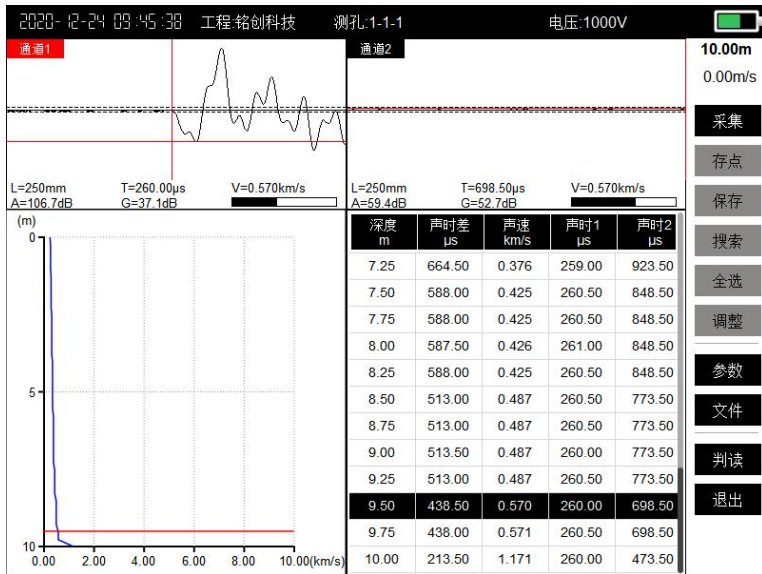 2020-12-24 09:45:38 工程:铭创科技 测孔:1-1-1 电压:1000V
通道1
通道2
10.00m
0.00m/s
采集
存点
保存
搜索
全选
调整
参数
文件
判读
退出
L=250mm T=260.00μs V=0.570km/s
A=106.7dB G=37.1dB
L=250mm T=698.50μs V=0.570km/s
A=59.4dB G=52.7dB
(m)
0
5
10
0.00 2.00 4.00 6.00 8.00 10.00(km/s)
深度 声时差 声速 声时1 声时2
m μs km/s μs μs
7.25 664.50 0.376 259.00 923.50
7.50 588.00 0.425 260.50 848.50
7.75 588.00 0.425 260.50 848.50
8.00 587.50 0.426 261.00 848.50
8.25 588.00 0.425 260.50 848.50
8.50 513.00 0.487 260.50 773.50
8.75 513.00 0.487 260.50 773.50
9.00 513.50 0.487 260.00 773.50
9.25 513.00 0.487 260.50 773.50
9.50 438.50 0.570 260.00 698.50
9.75 438.00 0.571 260.50 698.50
10.00 213.50 1.171 260.00 473.50